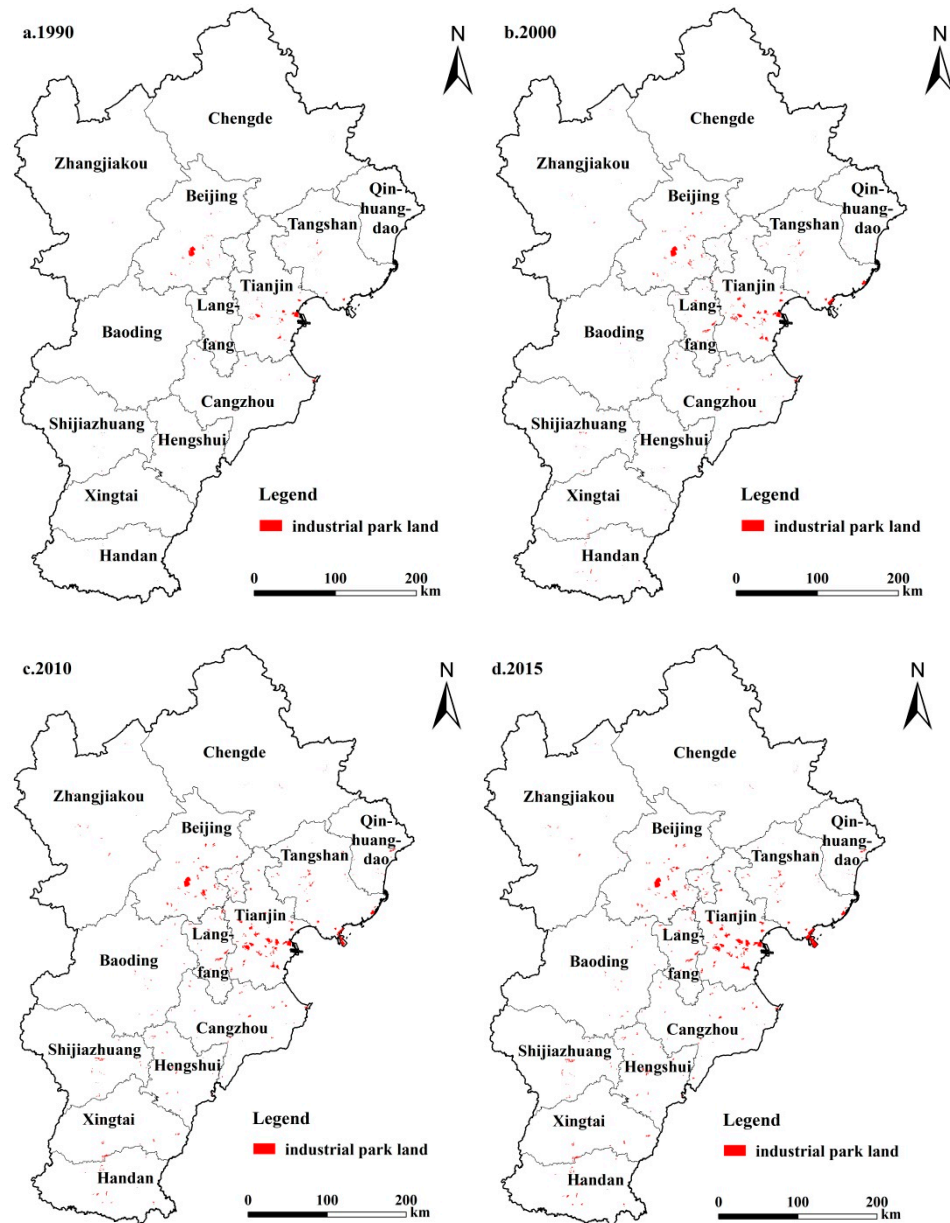 a.1990
N
Chengde
Zhangjiakou
Beijing
Qin-
huang-
dao
Tangshan
Tianjin
Lang-
fang
Baoding
Cangzhou
Shijiazhuang
Hengshui
Xingtai
Handan
Legend
industrial park land
0 100 200
km
b.2000
N
Chengde
Zhangjiakou
Beijing
Qin-
huang-
dao
Tangshan
Tianjin
Lang-
fang
Baoding
Cangzhou
Shijiazhuang
Hengshui
Xingtai
Handan
Legend
industrial park land
0 100 200
km
c.2010
N
Chengde
Zhangjiakou
Beijing
Qin-
huang-
dao
Tangshan
Tianjin
Lang-
fang
Baoding
Cangzhou
Shijiazhuang
Hengshui
Xingtai
Handan
Legend
industrial park land
0 100 200
km
d.2015
N
Chengde
Zhangjiakou
Beijing
Qin-
huang-
dao
Tangshan
Tianjin
Lang-
fang
Baoding
Cangzhou
Shijiazhuang
Hengshui
Xingtai
Handan
Legend
industrial park land
0 100 200
km